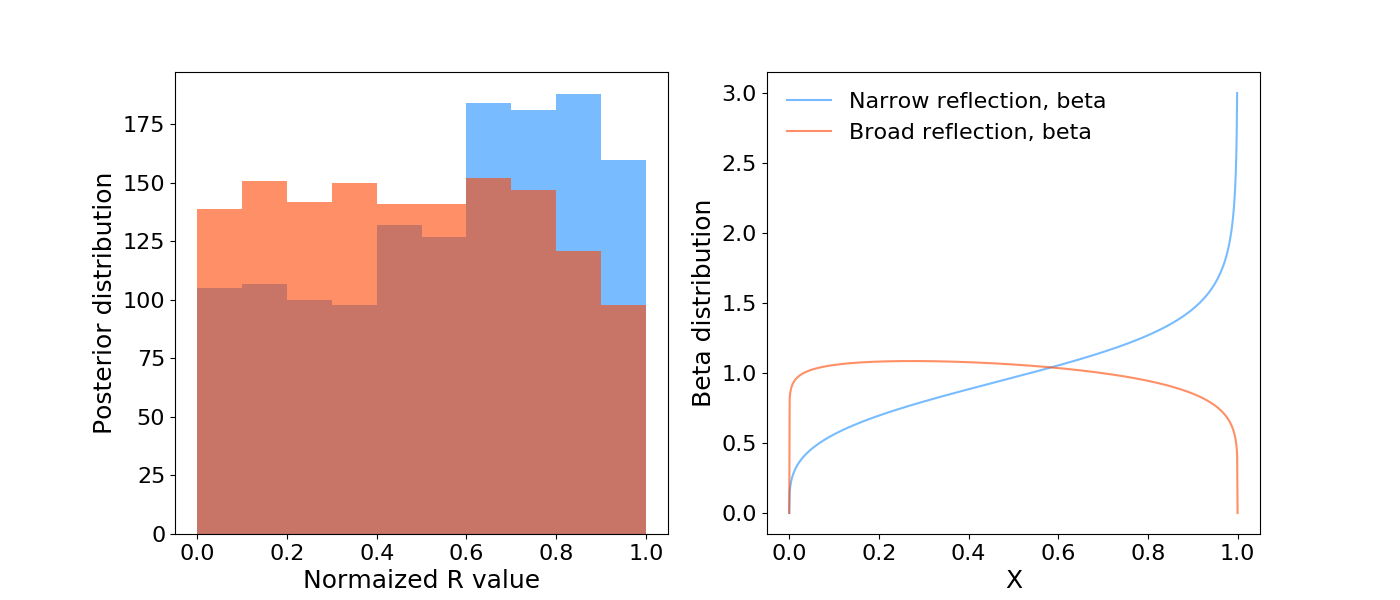 Posterior distribution
175
150
125
100
75
50
25
0
0.0 0.2 0.4 0.6 0.8 1.0
Normaized R value
Beta distribution
3.0
2.5
2.0
1.5
1.0
0.5
0.0
Narrow reflection, beta
Broad reflection, beta
0.0 0.2 0.4 0.6 0.8 1.0
X